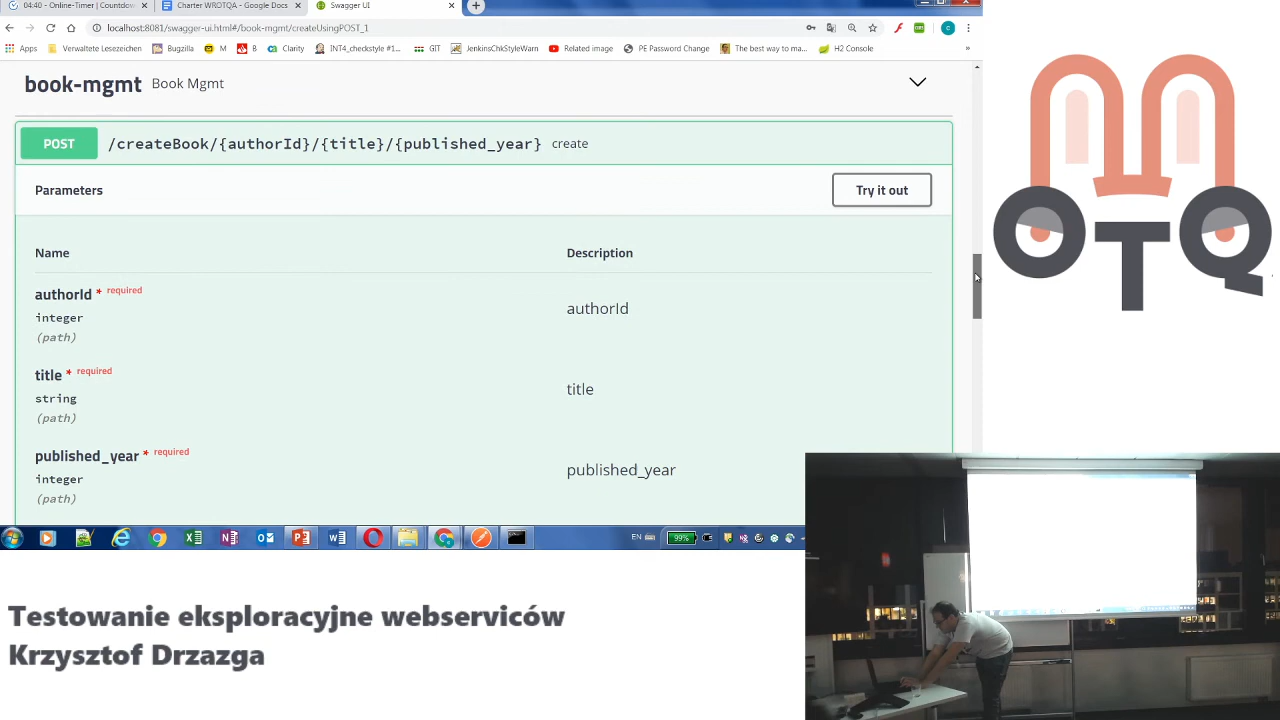 04:40 - Online-Timer | Countdow
Charter WROTQA - Google Docs
Swagger UI
localhost:8081/swagger-ui.html#/book-mgmt/createUsingPOST_1
Apps
Verwaltete Lesezeichen
Bugzilla
M
B
Clarity
INT4_checkstyle #1...
GIT
JenkinsChkStyleWarn
Related image
PE Password Change
The best way to ma...
H2 Console
»
book-mgmt Book Mgmt
POST /createBook/{authorId}/{title}/{published_year} create
Parameters
Try it out
Name
Description
authorId * required
integer
(path)
authorId
title * required
string
(path)
title
published_year * required
integer
(path)
published_year
EN
99%
OTQ
Testowanie eksploracyjne webserviców
Krzysztof Drzazga